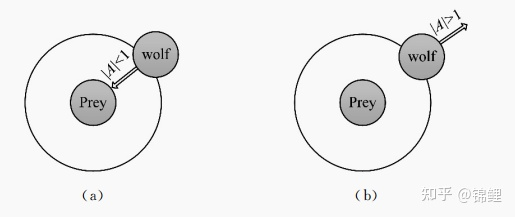 |A|<1
wolf
Prey
(a)
|A|>1
wolf
Prey
(b)
知乎 @锦鲤